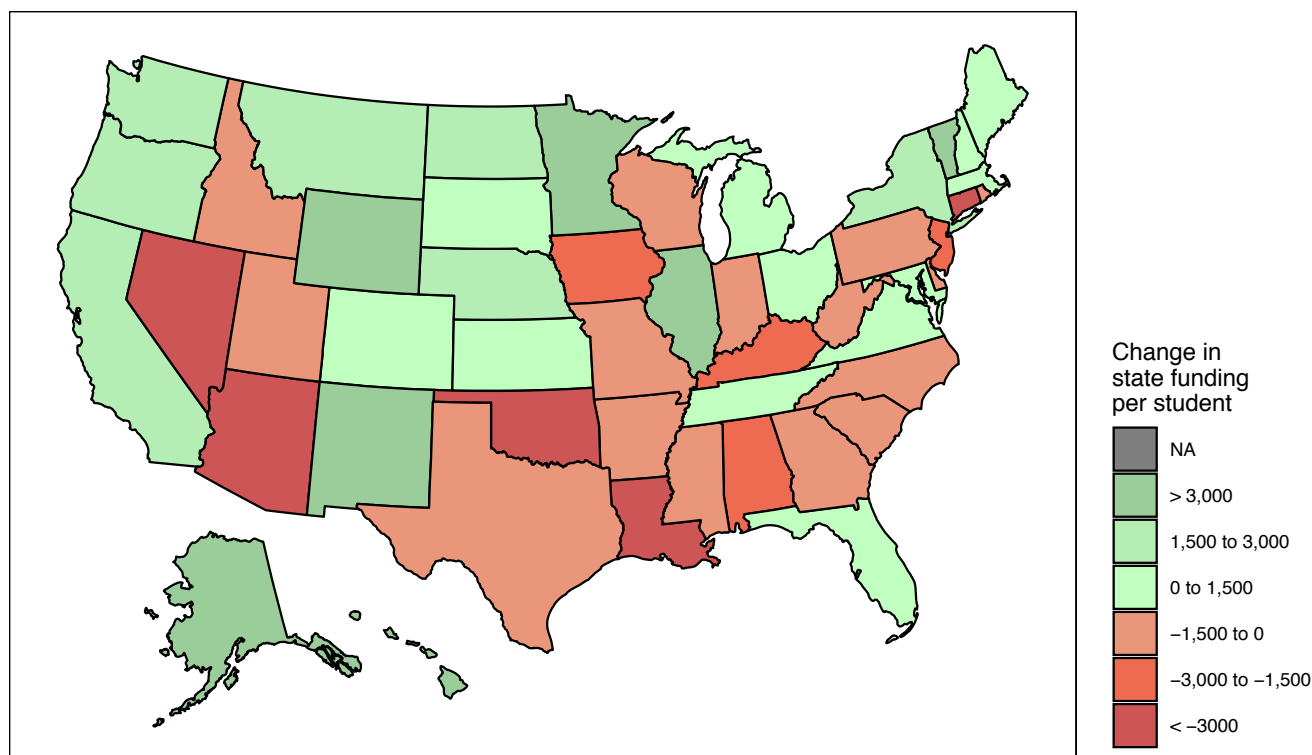 Change in
state funding
per student
NA
> 3,000
1,500 to 3,000
0 to 1,500
−1,500 to 0
−3,000 to −1,500
< −3000